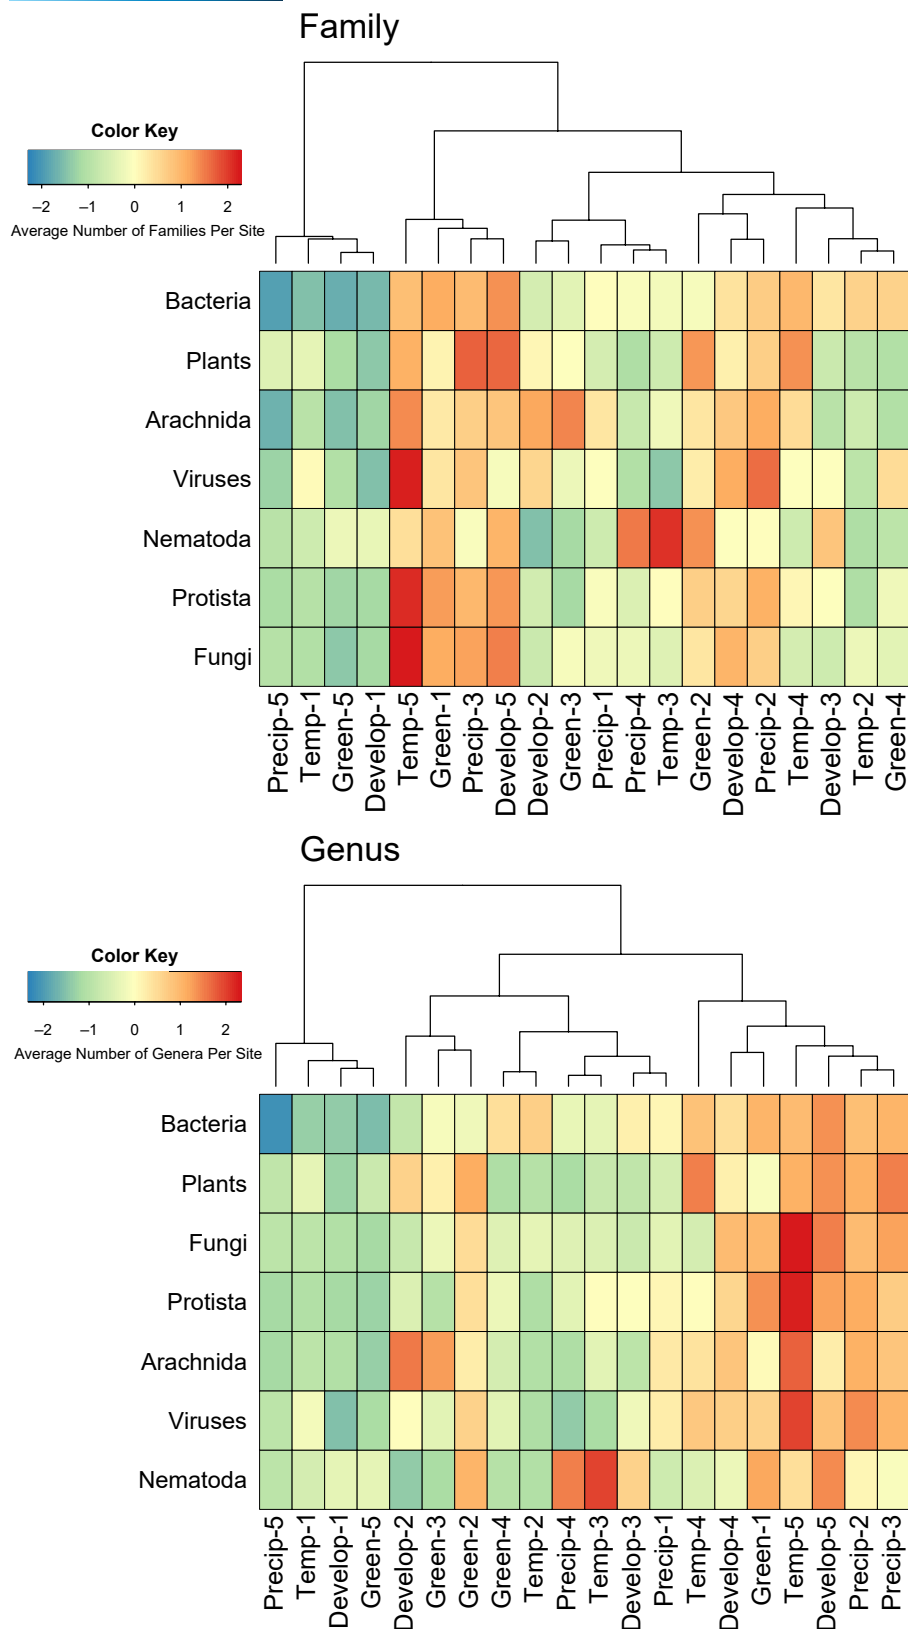 Family
Color Key
–2 –1 0 1 2
Average Number of Families Per Site
Bacteria
Plants
Arachnida
Viruses
Nematoda
Protista
Fungi
Precip-5
Temp-1
Green-5
Develop-1
Temp-5
Green-1
Precip-3
Develop-5
Develop-2
Green-3
Precip-1
Precip-4
Temp-3
Green-2
Develop-4
Precip-2
Temp-4
Develop-3
Temp-2
Green-4
Genus
Color Key
–2 –1 0 1 2
Average Number of Genera Per Site
Bacteria
Plants
Fungi
Protista
Arachnida
Viruses
Nematoda
Precip-5
Temp-1
Develop-1
Green-5
Develop-2
Green-3
Green-2
Green-4
Temp-2
Precip-4
Temp-3
Develop-3
Precip-1
Temp-4
Develop-4
Green-1
Temp-5
Develop-5
Precip-2
Precip-3